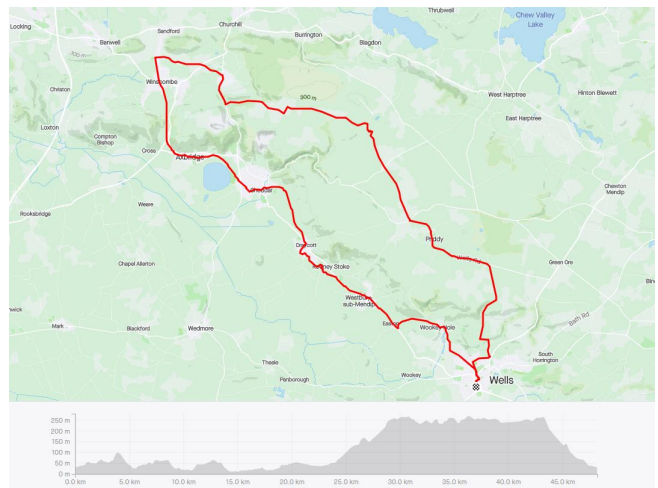 Thrubwell
Chew Valley
Lake
Looking
Sandford
Churchill
Burrington
Banwell
Blagdon
Winscombe
Christon
300 m
West Harptree
Hinton Blewett
East Harptree
Loxton
Compton
Bishop
Cross
Axbridge
Cheddar
Chewton
Mendip
Weare
Rooksbridge
Priddy
Wells Rd
Draycott
Rodney Stoke
Green Ore
Chapel Allerton
Westbury-
sub-Mendip
Bath Rd
Mark
Blackford
Wedmore
Easton
Wookey Hole
South
Horrington
Theale
Panborough
Wookey
Wells
250 m
200 m
150 m
100 m
50 m
0 m
0.0 km
5.0 km
10.0 km
15.0 km
20.0 km
25.0 km
30.0 km
35.0 km
40.0 km
45.0 km